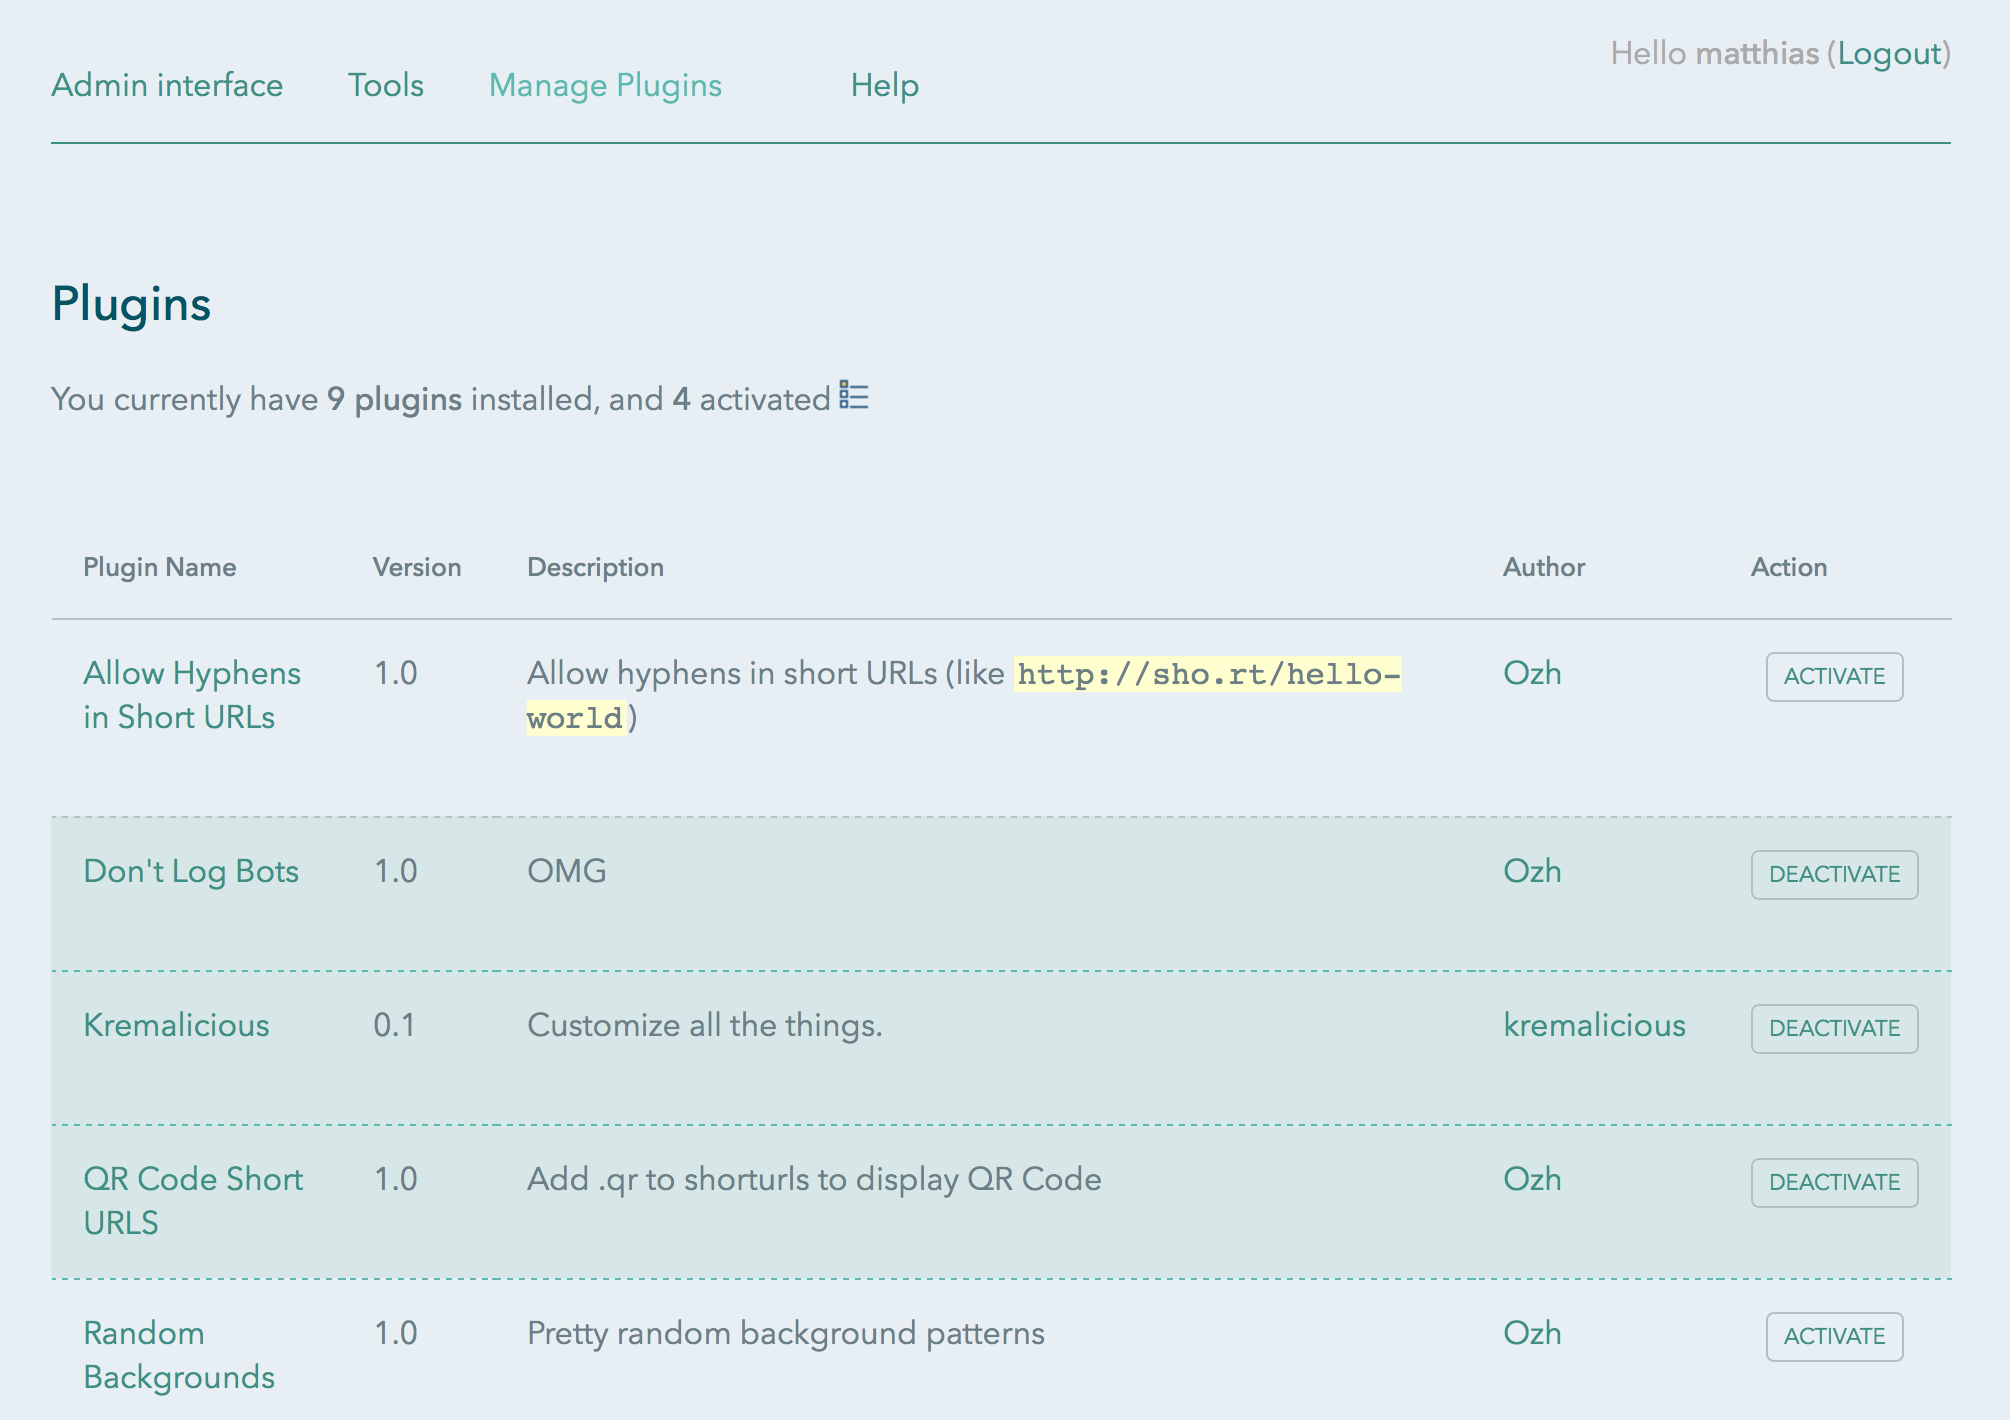 Hello matthias (Logout)
Admin interface Tools Manage Plugins Help
Plugins
You currently have 9 plugins installed, and 4 activated
Plugin Name Version Description Author Action
Allow Hyphens 1.0 Allow hyphens in short URLs (like http://sho.rt/hello- Ozh ACTIVATE
in Short URLs world)
Don't Log Bots 1.0 OMG Ozh DEACTIVATE
Kremalicious 0.1 Customize all the things. kremalicious DEACTIVATE
QR Code Short 1.0 Add .qr to shorturls to display QR Code Ozh DEACTIVATE
URLS
Random 1.0 Pretty random background patterns Ozh ACTIVATE
Backgrounds